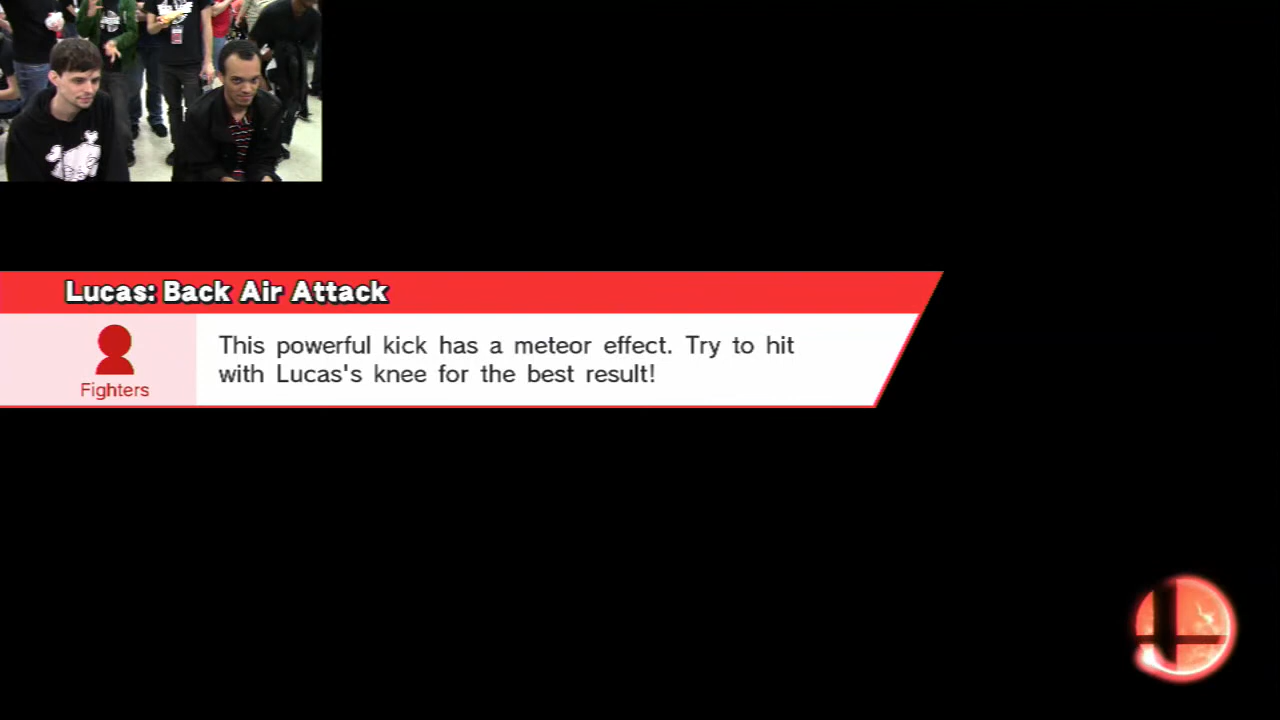 Lucas: Back Air Attack
This powerful kick has a meteor effect. Try to hit
with Lucas's knee for the best result!
Fighters